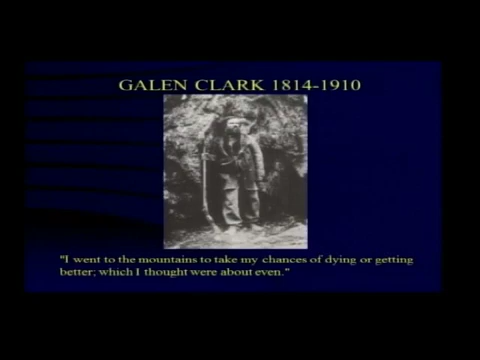 GALEN CLARK 1814-1910
"I went to the mountains to take my chances of dying or getting
better; which I thought were about even."